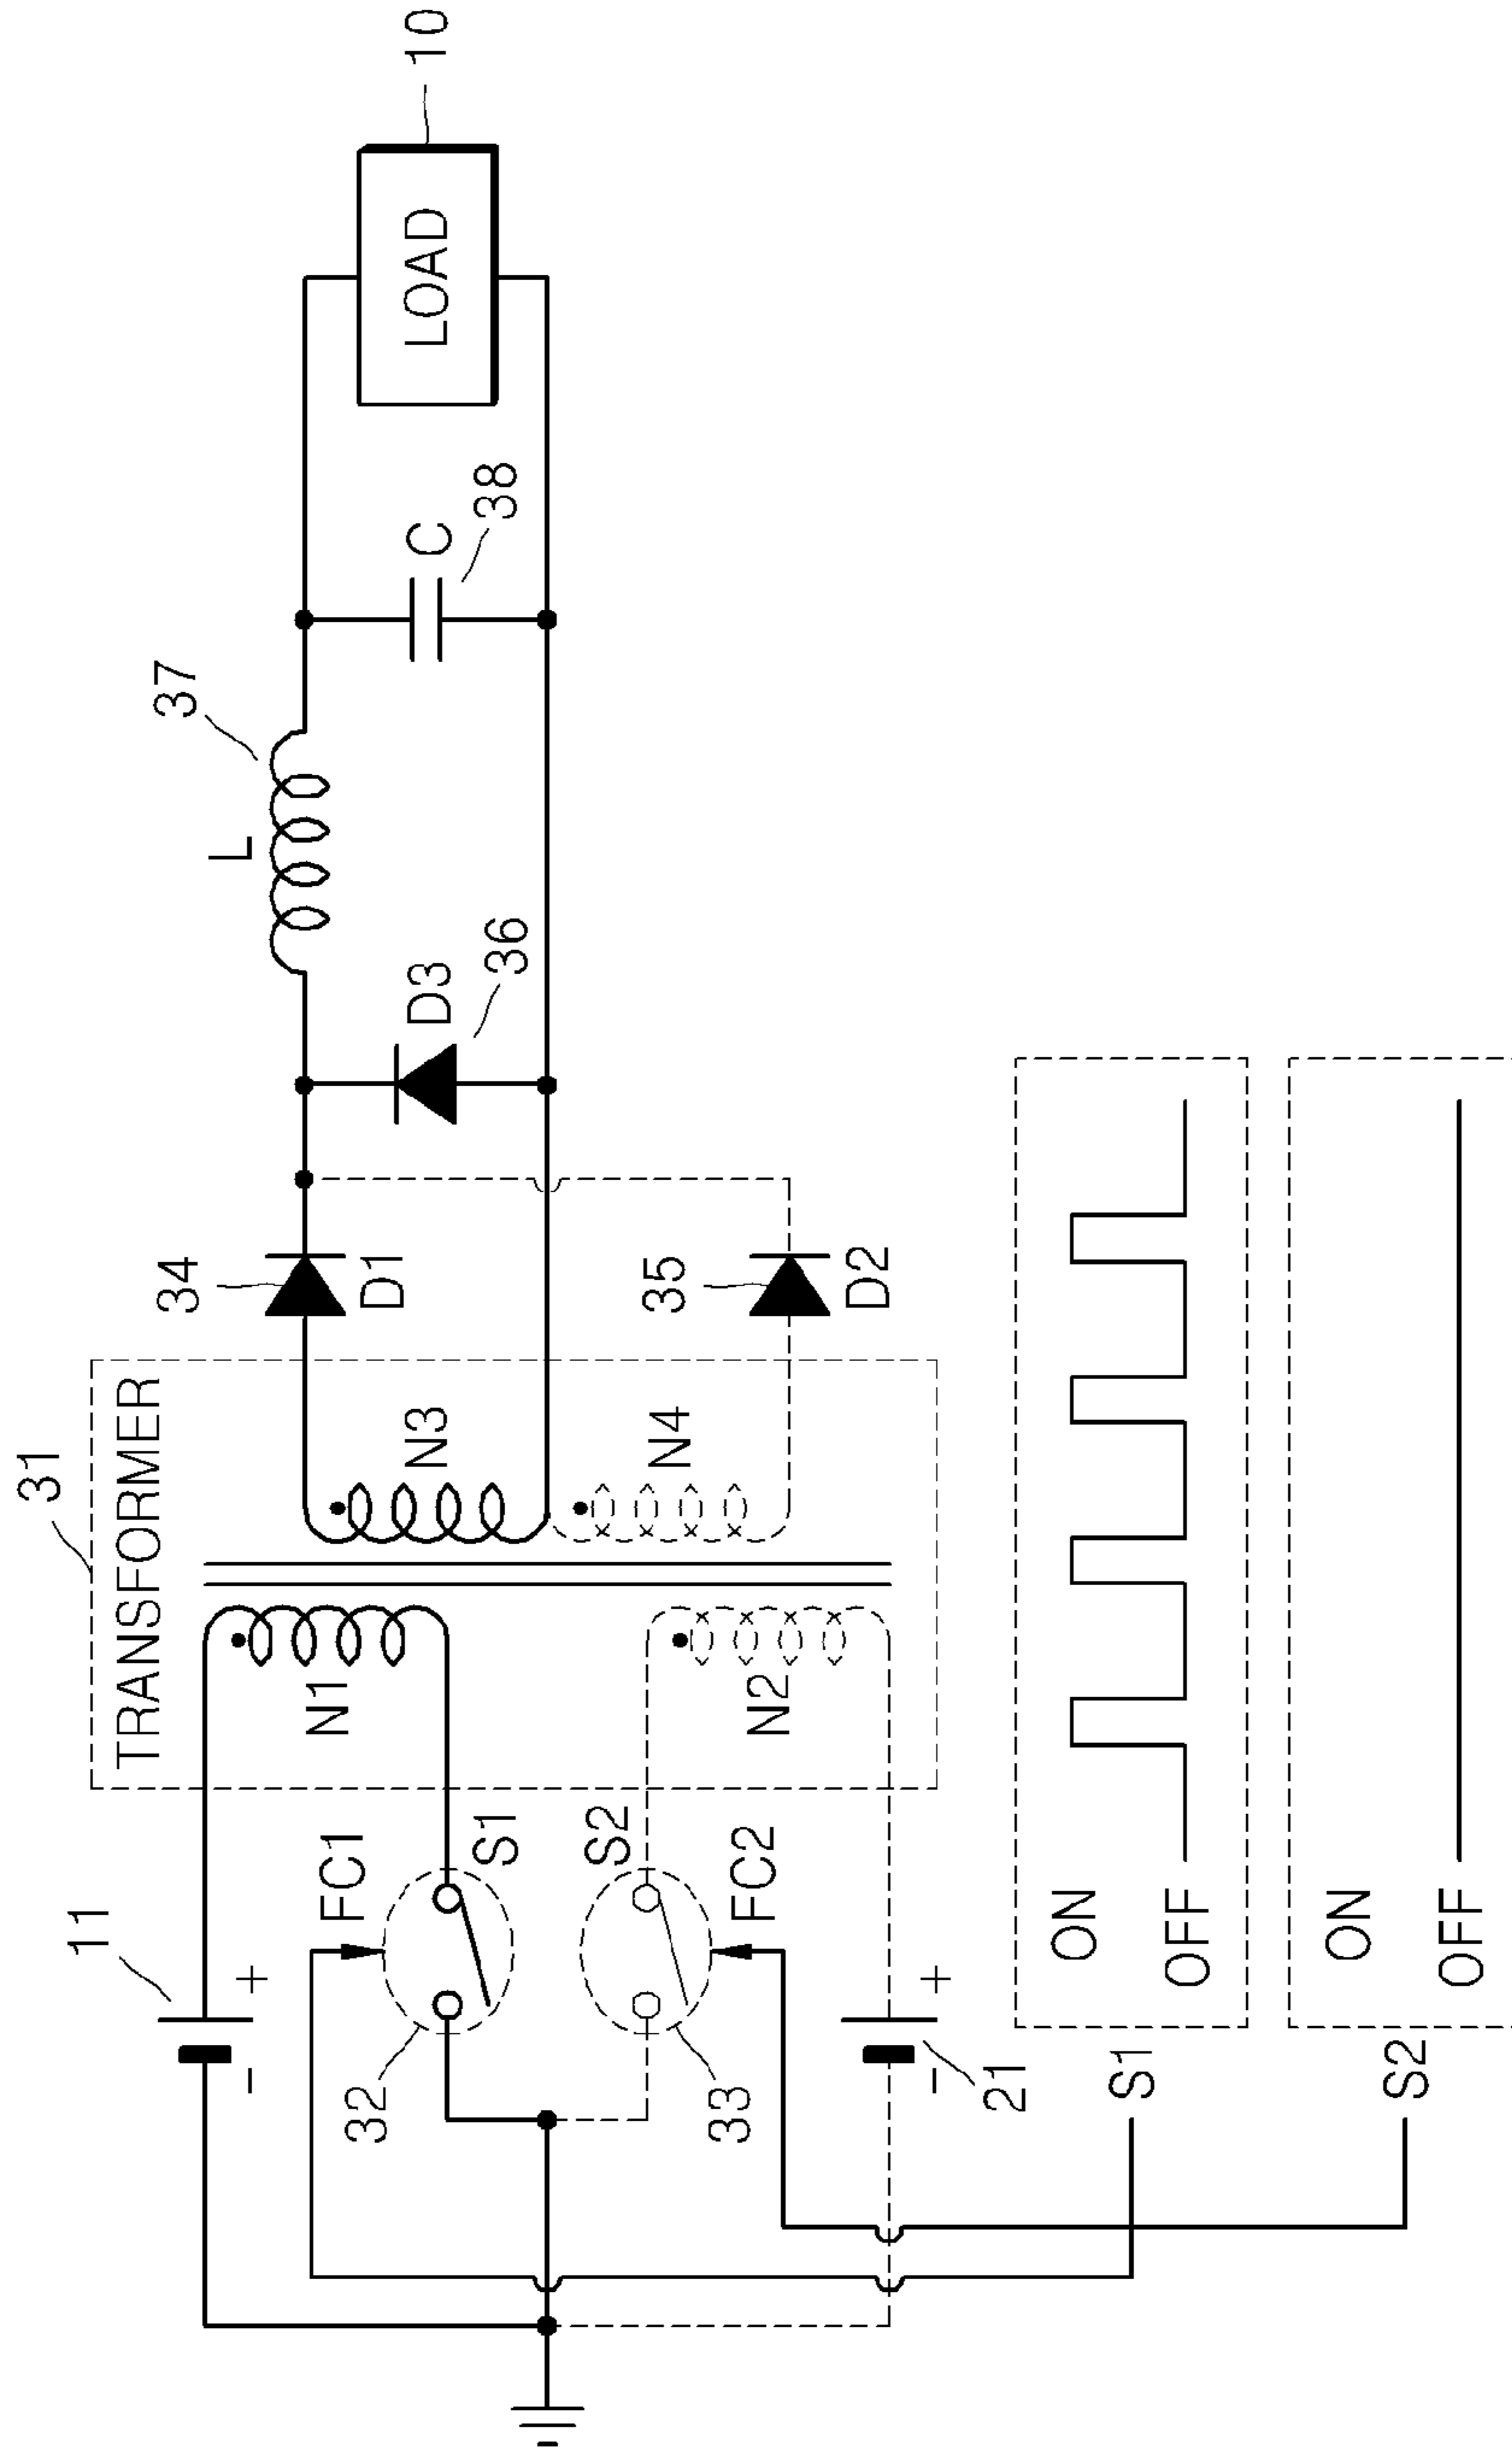 31
TRANSFORMER
11
+
-
N1
N3
34
D1
L
37
D3
36
C
38
LOAD
10
FC1
S1
32
S2
33
FC2
N2
N4
35
D2
+
-
21
S1
ON
OFF
S2
ON
OFF